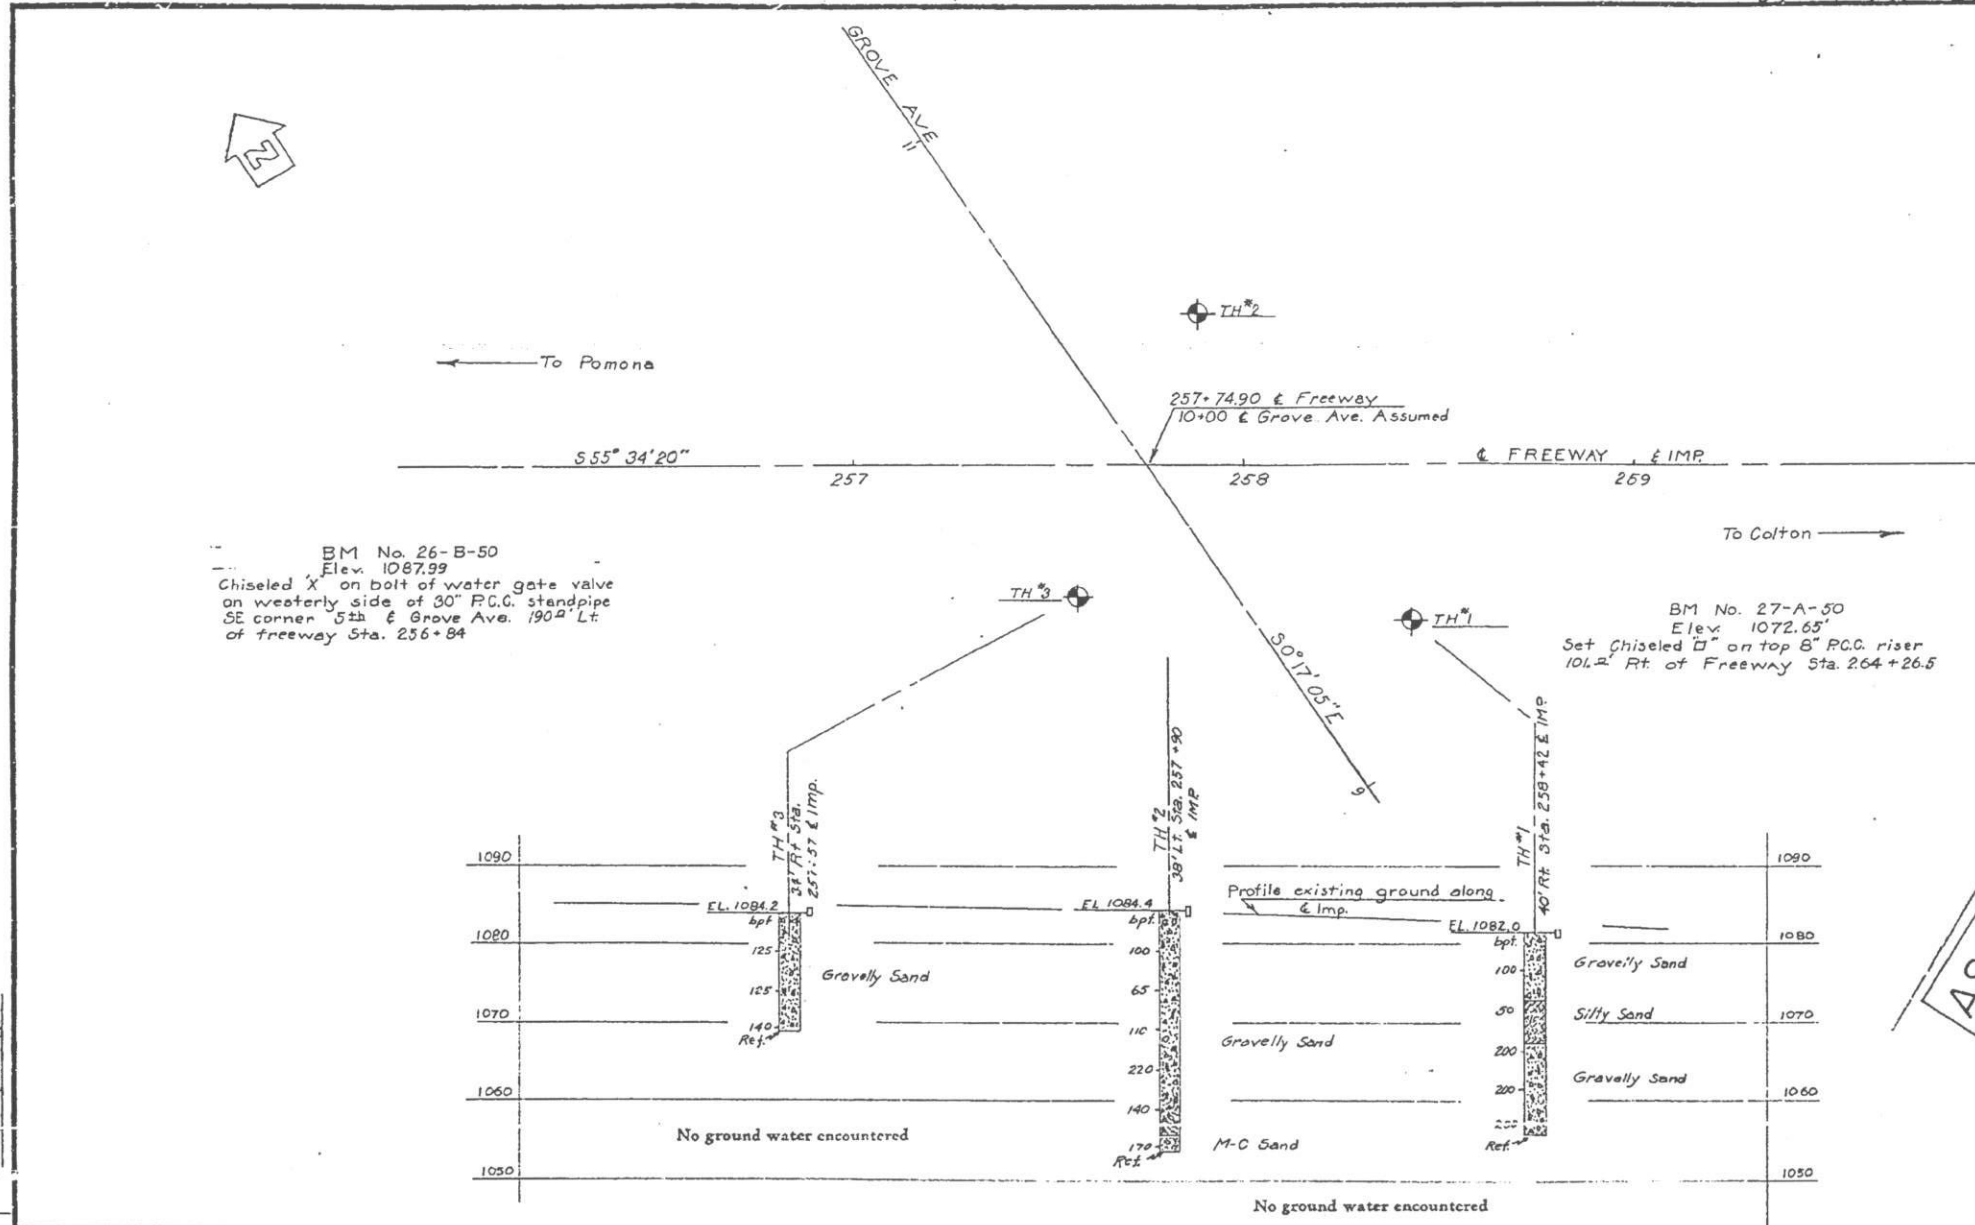 GROVE AVE
11
N
TH #2
To Pomona
257+74.90 ℄ Freeway
10+00 ℄ Grove Ave. Assumed
S 55° 34' 20"
℄ FREEWAY ℄ IMP.
257
258
259
To Colton
BM No. 26-B-50
Elev. 1087.99
Chiseled "X" on bolt of water gate valve
on westerly side of 30" P.C.C. standpipe
SE corner 5th & Grove Ave. 190± Lt.
of freeway Sta. 256+84
TH #3
TH #1
BM No. 27-A-50
Elev. 1072.65'
Set Chiseled "□" on top 8" P.C.C. riser
Rt. of Freeway Sta. 264+26.5
S0° 17' 05" E
9
TH #3
Rt Sta.
257+57 ℄ Imp.
TH #2
38' Lt. Sta. 257+90
℄ IMP
TH #1
40' Rt. Sta. 258+42 ℄ IMP.
1090
1090
Profile existing ground along
℄ Imp.
EL. 1084.2
bpf
EL. 1084.4
bpf.
EL. 1082.0
bpf.
1080
1080
125
100
100
Gravelly Sand
Gravelly Sand
125
65
50
Silty Sand
1070
1070
140
Ref.
110
Gravelly Sand
200
220
Gravelly Sand
200
1060
1060
140
No ground water encountered
170
M-C Sand
Ref.
Ref.
1050
1050
No ground water encountered
AS